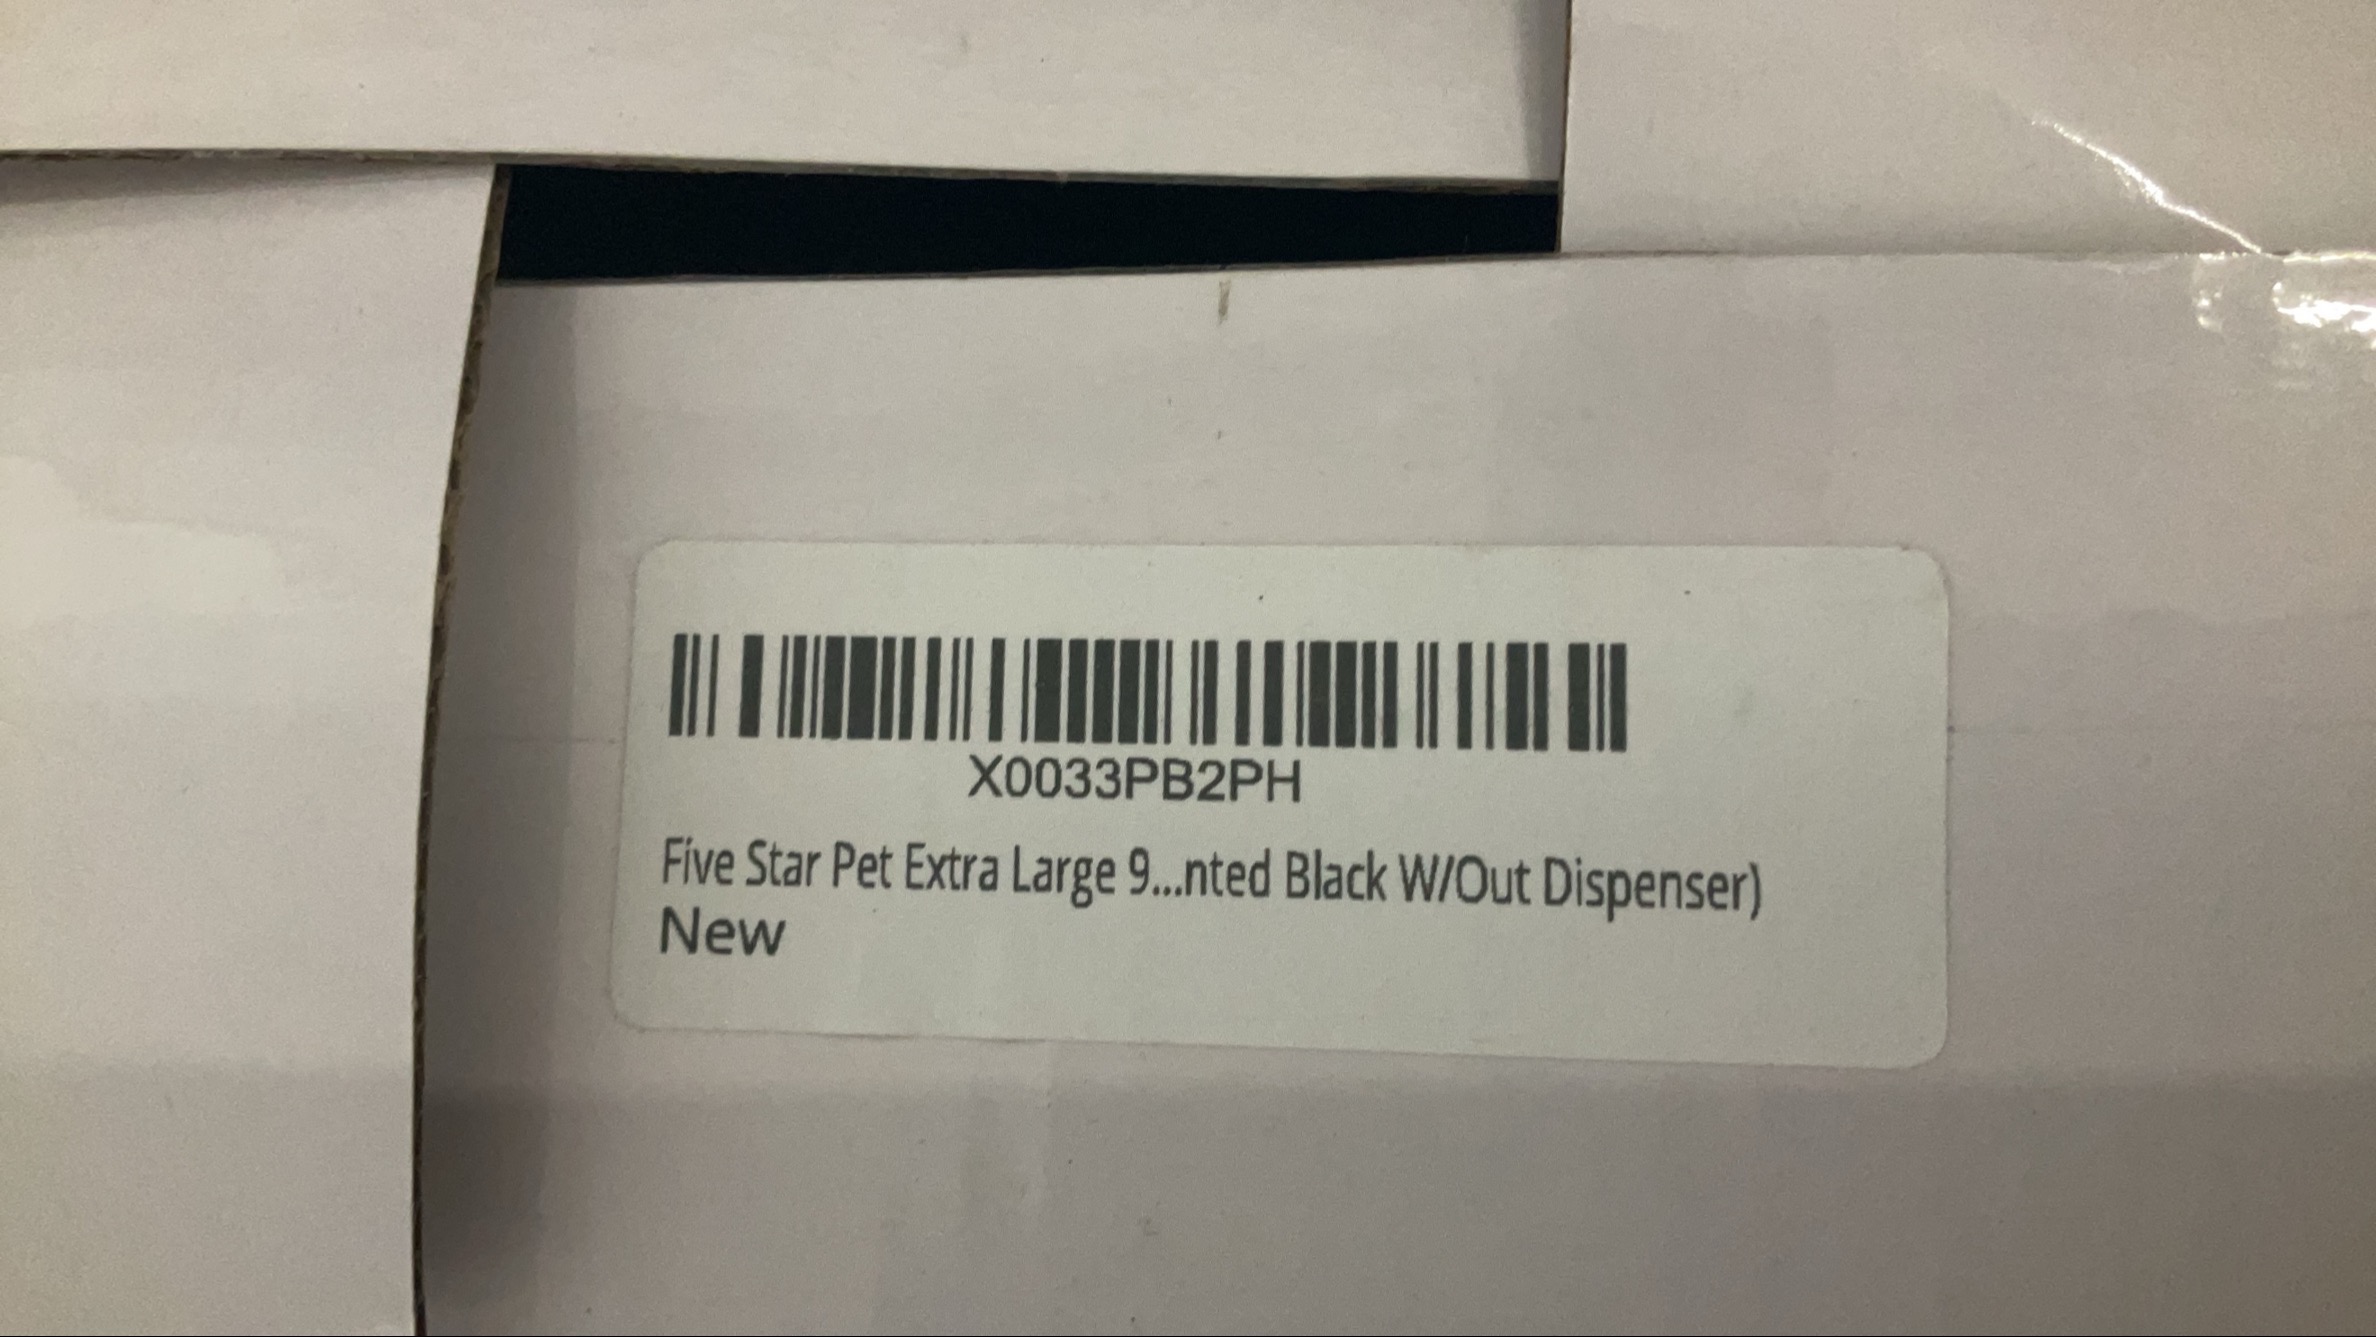 X0033PB2PH
Five Star Pet Extra Large 9...nted Black W/Out Dispenser)
New